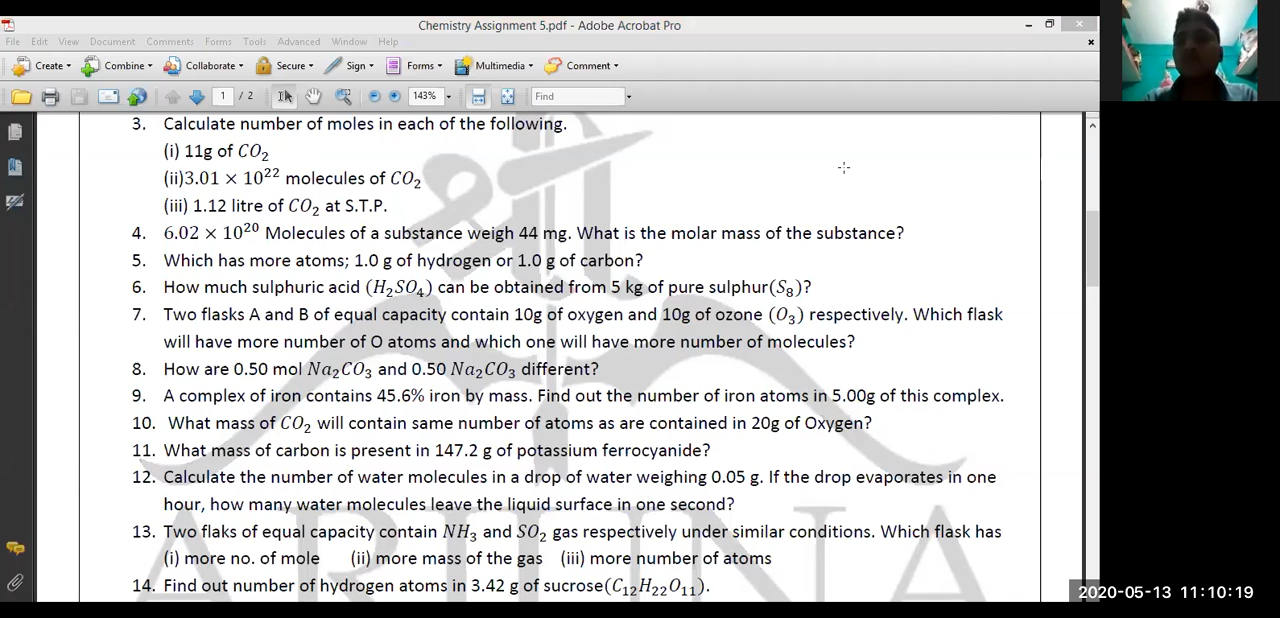 Chemistry Assignment 5.pdf - Adobe Acrobat Pro
File Edit View Document Comments Forms Tools Advanced Window Help
Create Combine Collaborate Secure Sign Forms Multimedia Comment
1 / 2 143% Find
3. Calculate number of moles in each of the following.
(i) 11g of CO₂
(ii)3.01 × 10²² molecules of CO₂
(iii) 1.12 litre of CO₂ at S.T.P.
4. 6.02 × 10²⁰ Molecules of a substance weigh 44 mg. What is the molar mass of the substance?
5. Which has more atoms; 1.0 g of hydrogen or 1.0 g of carbon?
6. How much sulphuric acid (H₂SO₄) can be obtained from 5 kg of pure sulphur(S₈)?
7. Two flasks A and B of equal capacity contain 10g of oxygen and 10g of ozone (O₃) respectively. Which flask
will have more number of O atoms and which one will have more number of molecules?
8. How are 0.50 mol Na₂CO₃ and 0.50 Na₂CO₃ different?
9. A complex of iron contains 45.6% iron by mass. Find out the number of iron atoms in 5.00g of this complex.
10. What mass of CO₂ will contain same number of atoms as are contained in 20g of Oxygen?
11. What mass of carbon is present in 147.2 g of potassium ferrocyanide?
12. Calculate the number of water molecules in a drop of water weighing 0.05 g. If the drop evaporates in one
hour, how many water molecules leave the liquid surface in one second?
13. Two flaks of equal capacity contain NH₃ and SO₂ gas respectively under similar conditions. Which flask has
(i) more no. of mole (ii) more mass of the gas (iii) more number of atoms
14. Find out number of hydrogen atoms in 3.42 g of sucrose(C₁₂H₂₂O₁₁).
2020-05-13 11:10:19